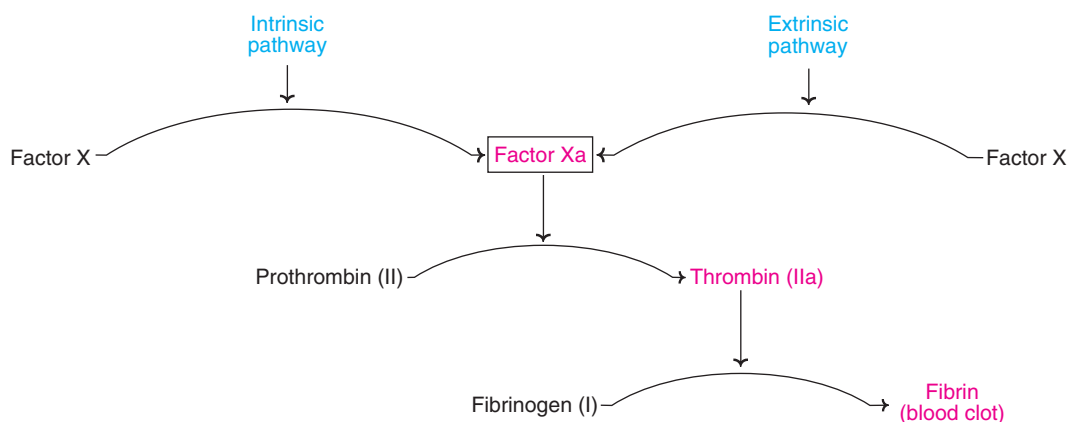 Intrinsic
pathway
Extrinsic
pathway
Factor X
Factor Xa
Factor X
Prothrombin (II)
Thrombin (IIa)
Fibrinogen (I)
Fibrin
(blood clot)